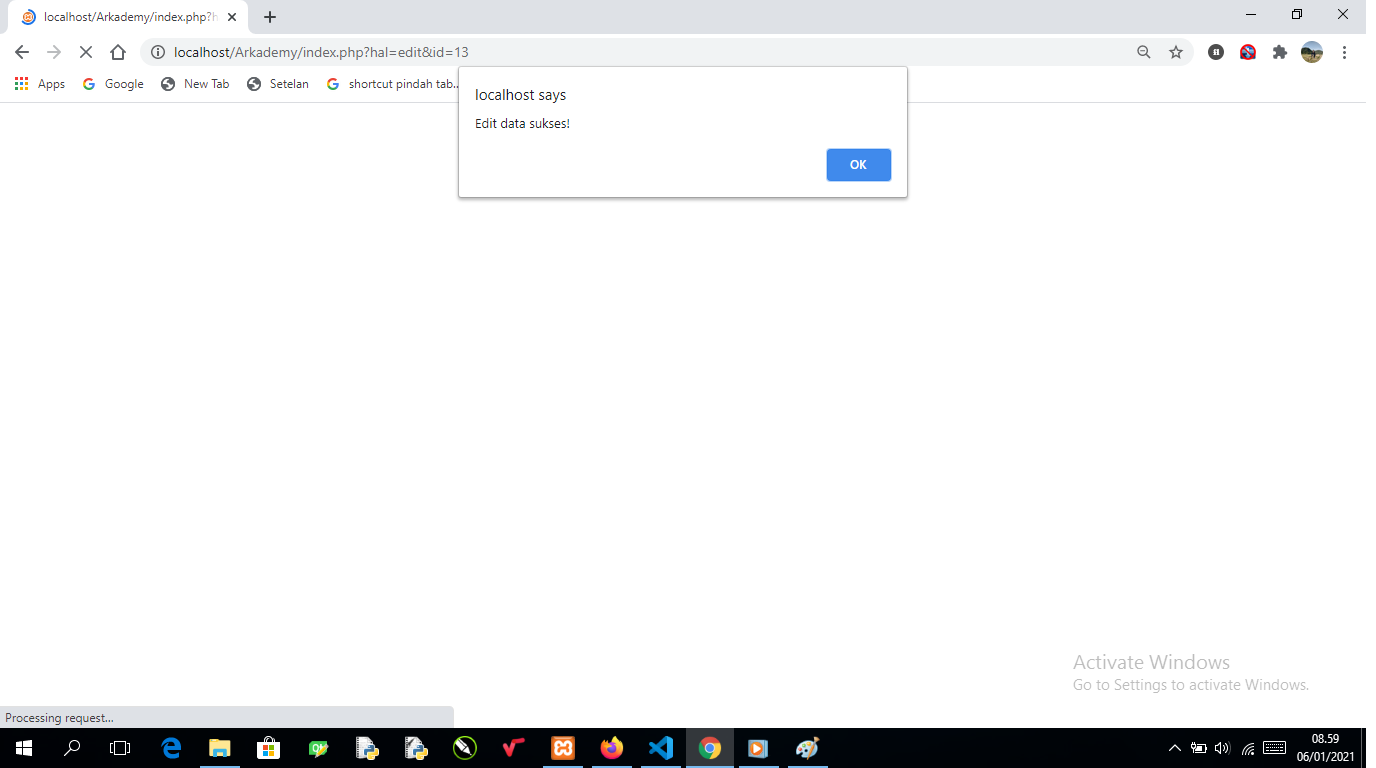 localhost/Arkademy/index.php?h
localhost/Arkademy/index.php?hal=edit&id=13
Apps
Google
New Tab
Setelan
shortcut pindah tab...
localhost says
Edit data sukses!
OK
Activate Windows
Go to Settings to activate Windows.
Processing request...
08.59
06/01/2021